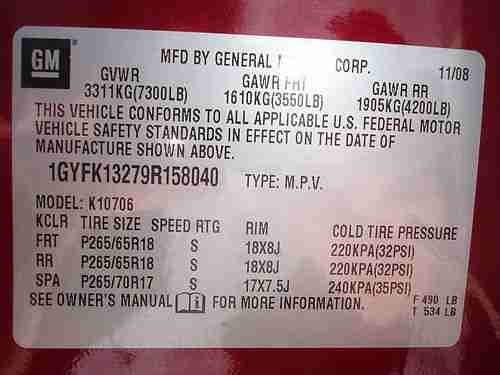 GM
MFD BY GENERAL CORP. 11/08
GVWR GAWR FRT GAWR RR
3311KG(7300LB) 1610KG(3550LB) 1905KG(4200LB)
THIS VEHICLE CONFORMS TO ALL APPLICABLE U.S. FEDERAL MOTOR
VEHICLE SAFETY STANDARDS IN EFFECT ON THE DATE OF
MANUFACTURE SHOWN ABOVE.
1GYFK13279R158040 TYPE: M.P.V.
MODEL: K10706
KCLR TIRE SIZE SPEED RTG RIM COLD TIRE PRESSURE
FRT P265/65R18 S 18X8J 220KPA(32PSI)
RR P265/65R18 S 18X8J 220KPA(32PSI)
SPA P265/70R17 S 17X7.5J 240KPA(35PSI)
SEE OWNER'S MANUAL FOR MORE INFORMATION.
F 490 LB
T 534 LB